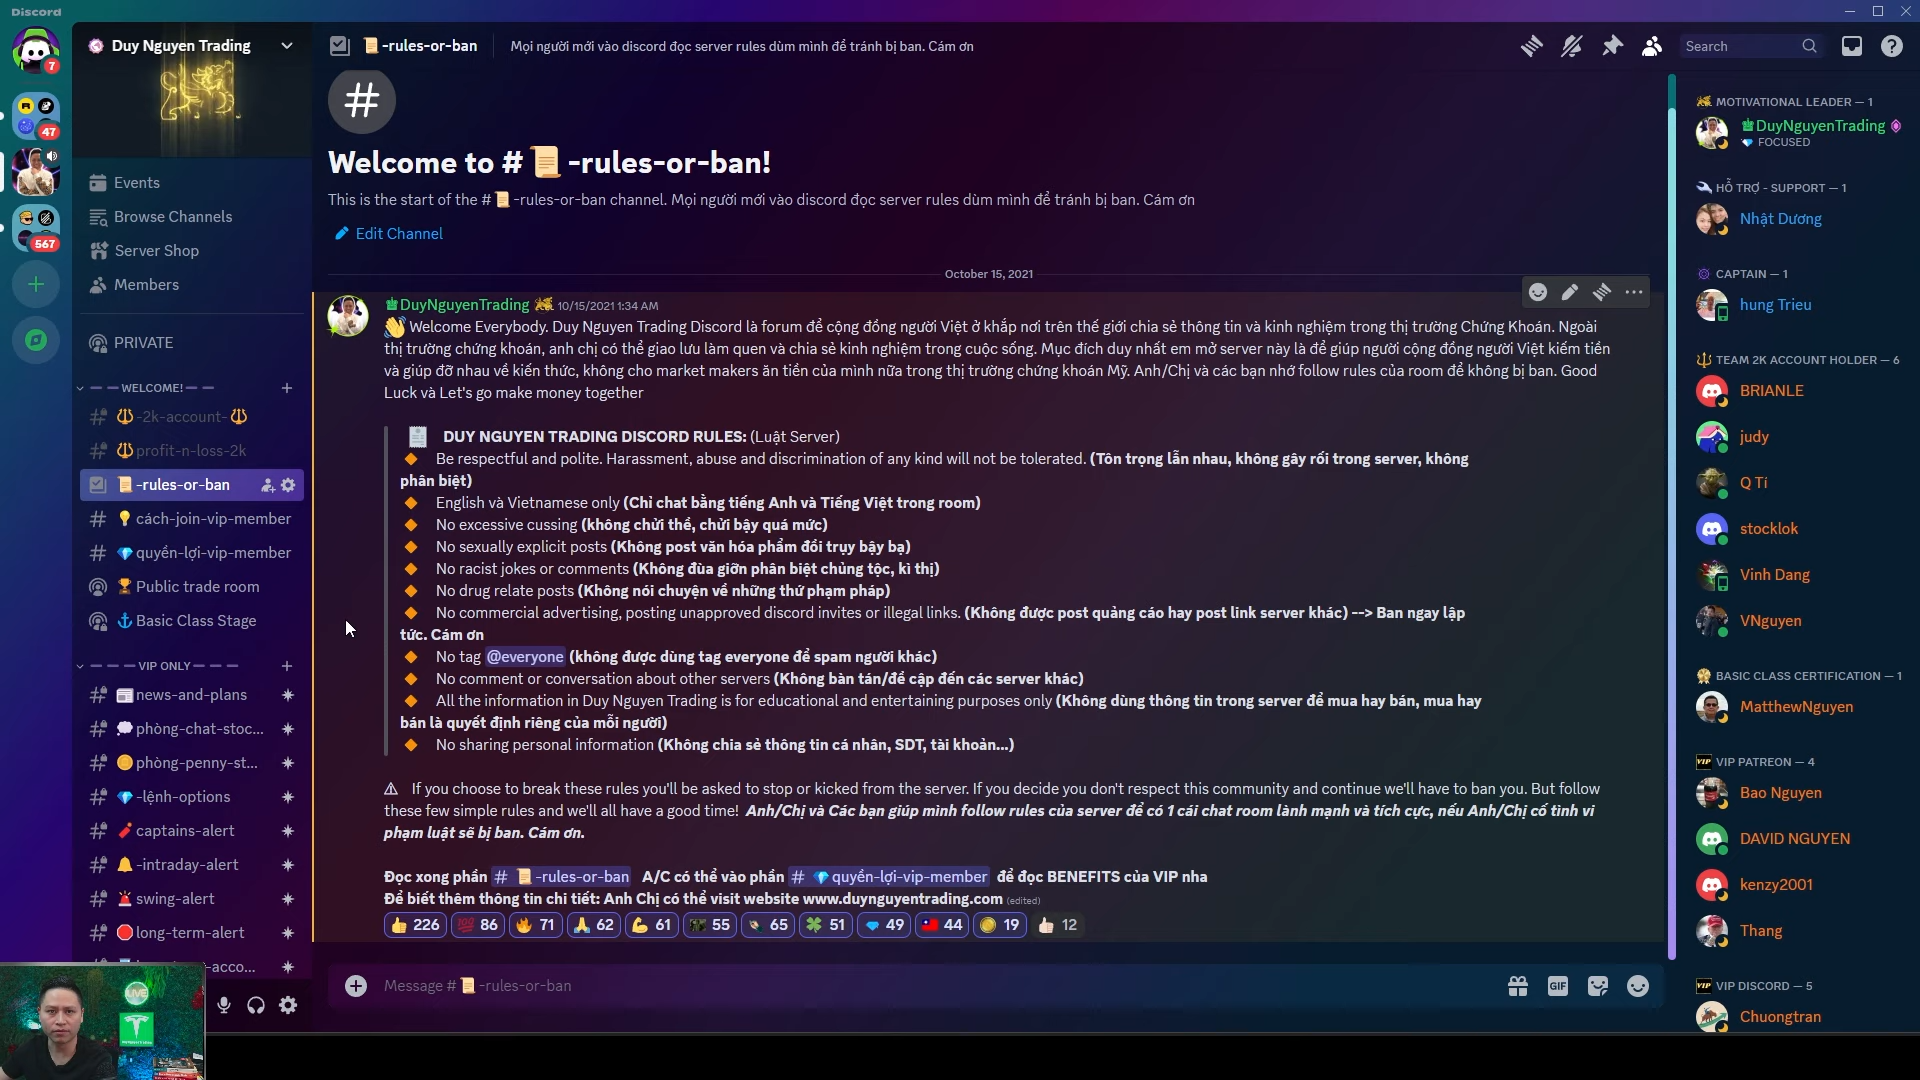 Discord
7
47
567
Duy Nguyen Trading
Events
Browse Channels
Server Shop
Members
PRIVATE
WELCOME!
-2k-account-
profit-n-loss-2k
-rules-or-ban
cách-join-vip-member
quyền-lợi-vip-member
Public trade room
Basic Class Stage
VIP ONLY
news-and-plans
phòng-chat-stoc...
phòng-penny-st...
-lệnh-options
captains-alert
-intraday-alert
swing-alert
long-term-alert
-acco...
LIVE
-rules-or-ban
Mọi người mới vào discord đọc server rules dùm mình để tránh bị ban. Cám ơn
Search
Welcome to # -rules-or-ban!
This is the start of the # -rules-or-ban channel. Mọi người mới vào discord đọc server rules dùm mình để tránh bị ban. Cám ơn
Edit Channel
October 15, 2021
DuyNguyenTrading 10/15/2021 1:34 AM
Welcome Everybody. Duy Nguyen Trading Discord là forum để cộng đồng người Việt ở khắp nơi trên thế giới chia sẻ thông tin và kinh nghiệm trong thị trường Chứng Khoán. Ngoài
thị trường chứng khoán, anh chị có thể giao lưu làm quen và chia sẻ kinh nghiệm trong cuộc sống. Mục đích duy nhất em mở server này là để giúp người cộng đồng người Việt kiếm tiền
và giúp đỡ nhau về kiến thức, không cho market makers ăn tiền của mình nữa trong thị trường chứng khoán Mỹ. Anh/Chị và các bạn nhớ follow rules của room để không bị ban. Good
Luck và Let's go make money together
DUY NGUYEN TRADING DISCORD RULES: (Luật Server)
Be respectful and polite. Harassment, abuse and discrimination of any kind will not be tolerated. (Tôn trọng lẫn nhau, không gây rối trong server, không
phân biệt)
English và Vietnamese only (Chỉ chat bằng tiếng Anh và Tiếng Việt trong room)
No excessive cussing (không chửi thề, chửi bậy quá mức)
No sexually explicit posts (Không post văn hóa phẩm đồi trụy bậy bạ)
No racist jokes or comments (Không đùa giỡn phân biệt chủng tộc, kì thị)
No drug relate posts (Không nói chuyện về những thứ phạm pháp)
No commercial advertising, posting unapproved discord invites or illegal links. (Không được post quảng cáo hay post link server khác) --> Ban ngay lập
tức. Cám ơn
No tag @everyone (không được dùng tag everyone để spam người khác)
No comment or conversation about other servers (Không bàn tán/đề cập đến các server khác)
All the information in Duy Nguyen Trading is for educational and entertaining purposes only (Không dùng thông tin trong server để mua hay bán, mua hay
bán là quyết định riêng của mỗi người)
No sharing personal information (Không chia sẻ thông tin cá nhân, SDT, tài khoản...)
If you choose to break these rules you'll be asked to stop or kicked from the server. If you decide you don't respect this community and continue we'll have to ban you. But follow
these few simple rules and we'll all have a good time! Anh/Chị và Các bạn giúp mình follow rules của server để có 1 cái chat room lành mạnh và tích cực, nếu Anh/Chị cố tình vi
phạm luật sẽ bị ban. Cám ơn.
Đọc xong phần # -rules-or-ban A/C có thể vào phần # quyền-lợi-vip-member để đọc BENEFITS của VIP nha
Để biết thêm thông tin chi tiết: Anh Chị có thể visit website www.duynguyentrading.com (edited)
226 86 71 62 61 55 65 51 49 44 19 12
Message # -rules-or-ban
GIF
MOTIVATIONAL LEADER — 1
DuyNguyenTrading
FOCUSED
HỖ TRỢ - SUPPORT — 1
Nhật Dương
CAPTAIN — 1
hung Trieu
TEAM 2K ACCOUNT HOLDER — 6
BRIANLE
judy
Q Tí
stocklok
Vinh Dang
VNguyen
BASIC CLASS CERTIFICATION — 1
MatthewNguyen
VIP VIP PATREON — 4
Bao Nguyen
DAVID NGUYEN
kenzy2001
Thang
VIP VIP DISCORD — 5
Chuongtran